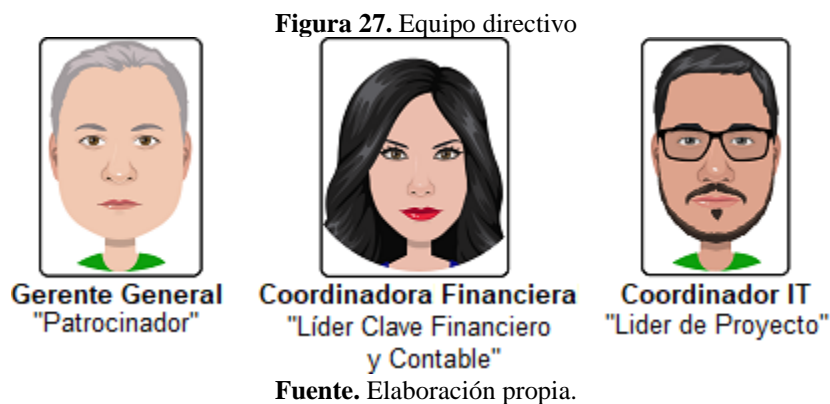 Figura 27. Equipo directivo
Gerente General
"Patrocinador"
Coordinadora Financiera
"Líder Clave Financiero
y Contable"
Coordinador IT
"Lider de Proyecto"
Fuente. Elaboración propia.